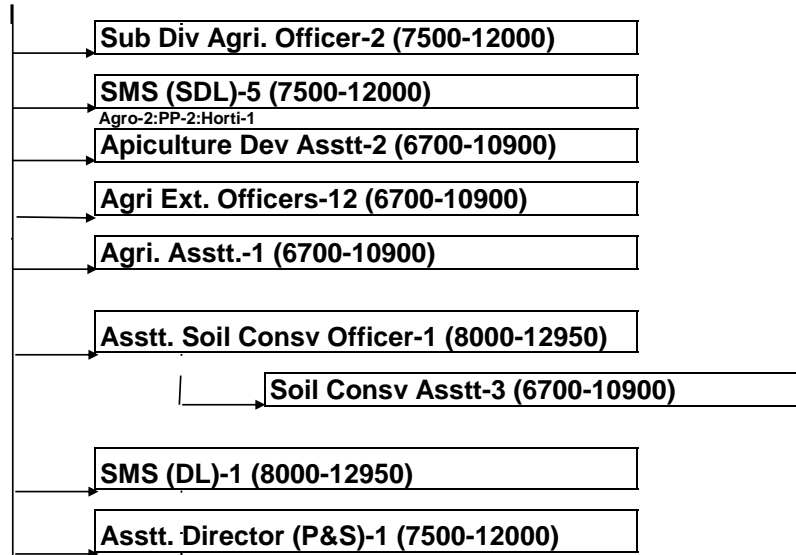 Sub Div Agri. Officer-2 (7500-12000)
SMS (SDL)-5 (7500-12000)
Agro-2:PP-2:Horti-1
Apiculture Dev Asstt-2 (6700-10900)
Agri Ext. Officers-12 (6700-10900)
Agri. Asstt.-1 (6700-10900)
Asstt. Soil Consv Officer-1 (8000-12950)
Soil Consv Asstt-3 (6700-10900)
SMS (DL)-1 (8000-12950)
Asstt. Director (P&S)-1 (7500-12000)